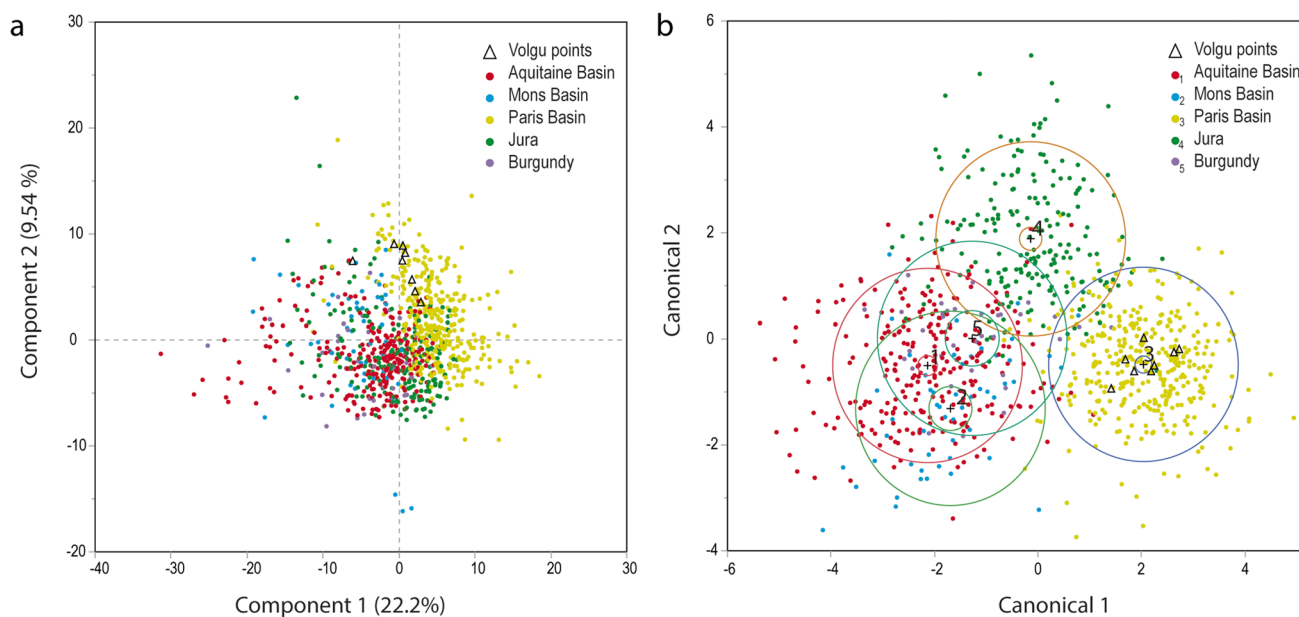 a
30
20
10
0
-10
-20
-40
-30
-20
-10
0
10
20
30
Component 2 (9.54 %)
Component 1 (22.2%)
Volgu points
Aquitaine Basin
Mons Basin
Paris Basin
Jura
Burgundy
b
6
4
2
0
-2
-4
-6
-4
-2
0
2
4
Canonical 2
Canonical 1
Volgu points
1 Aquitaine Basin
2 Mons Basin
3 Paris Basin
4 Jura
5 Burgundy
4
5
1
2
3